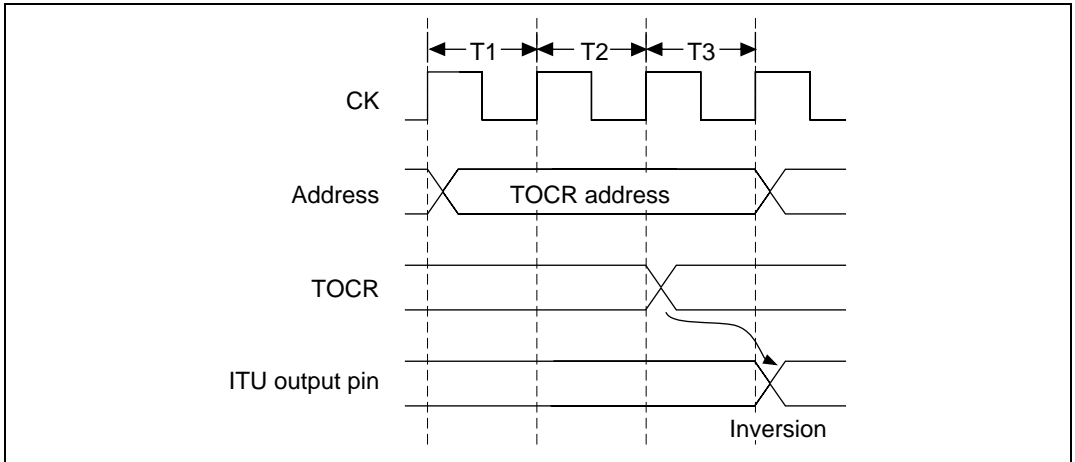 T1 T2 T3
CK
Address TOCR address
TOCR
ITU output pin
Inversion